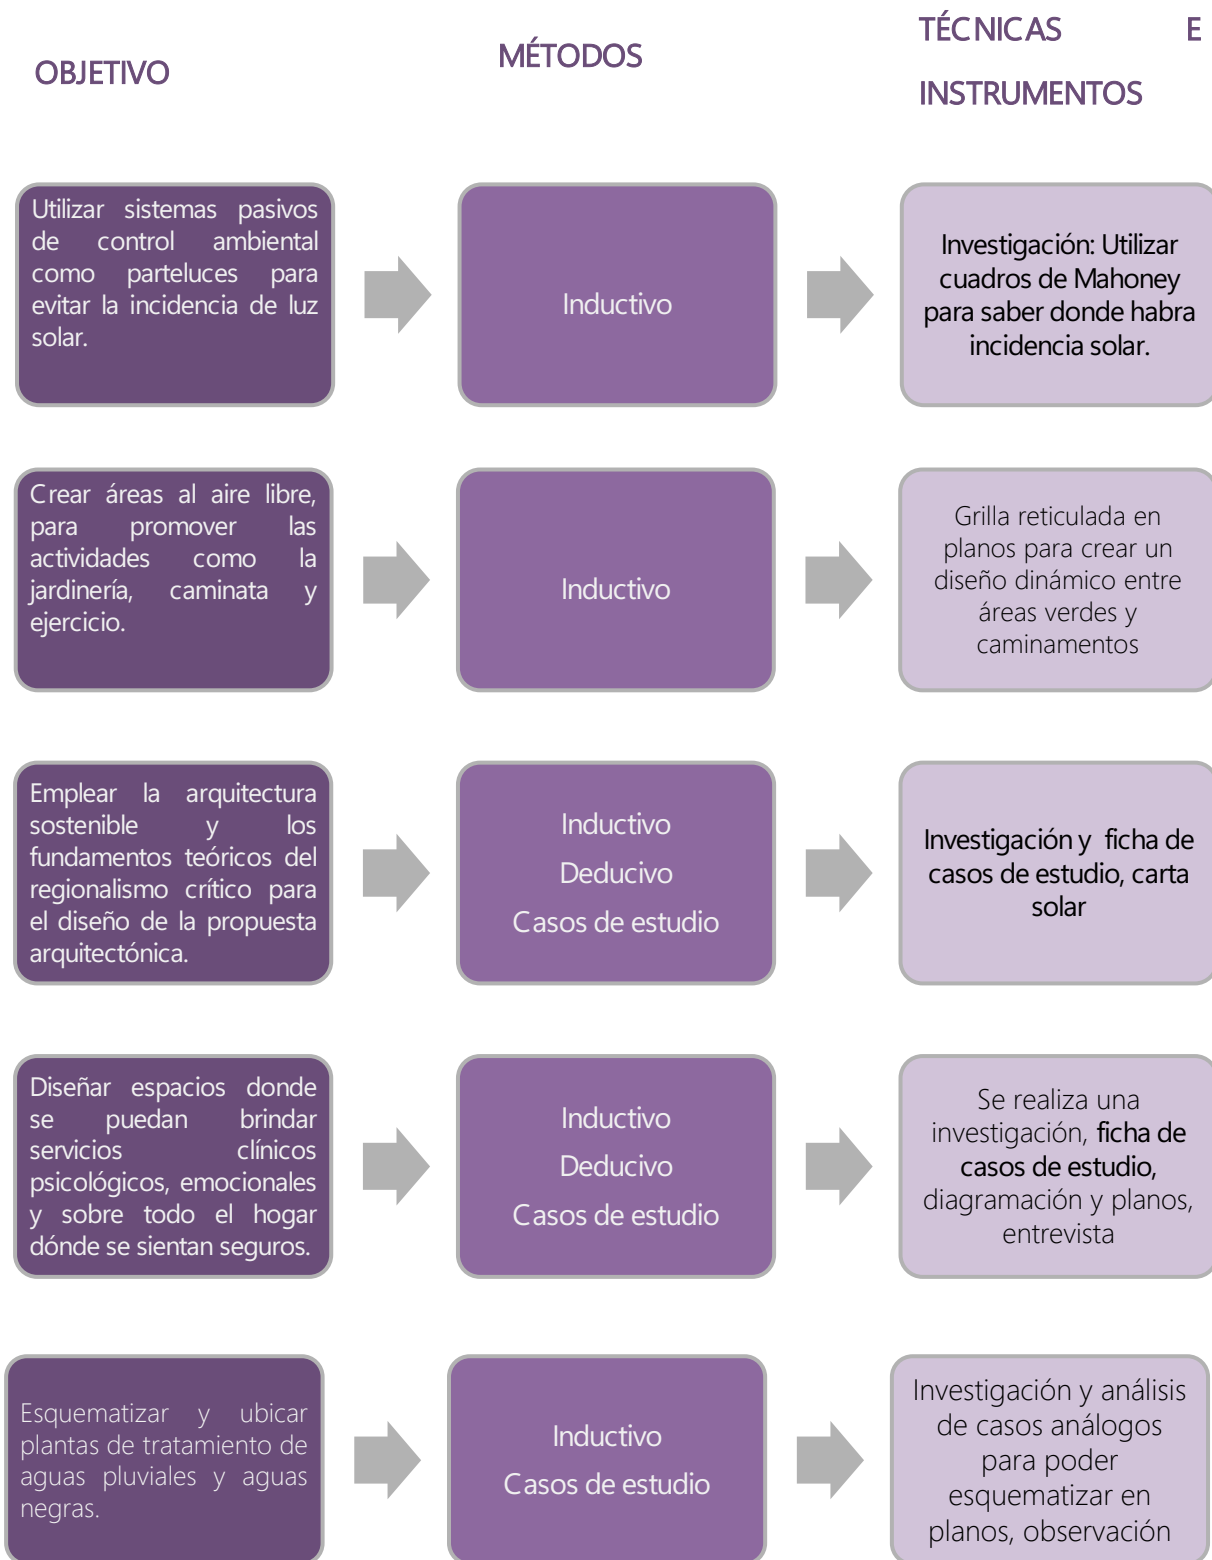 OBJETIVO
MÉTODOS
TÉCNICAS E
INSTRUMENTOS
Utilizar sistemas pasivos
de control ambiental
como parteluces para
evitar la incidencia de luz
solar.
Inductivo
Investigación: Utilizar
cuadros de Mahoney
para saber donde habra
incidencia solar.
Crear áreas al aire libre,
para promover las
actividades como la
jardinería, caminata y
ejercicio.
Inductivo
Grilla reticulada en
planos para crear un
diseño dinámico entre
áreas verdes y
caminamentos
Emplear la arquitectura
sostenible y los
fundamentos teóricos del
regionalismo crítico para
el diseño de la propuesta
arquitectónica.
Inductivo
Deducivo
Casos de estudio
Investigación y ficha de
casos de estudio, carta
solar
Diseñar espacios donde
se puedan brindar
servicios clínicos
psicológicos, emocionales
y sobre todo el hogar
dónde se sientan seguros.
Inductivo
Deducivo
Casos de estudio
Se realiza una
investigación, ficha de
casos de estudio,
diagramación y planos,
entrevista
Esquematizar y ubicar
plantas de tratamiento de
aguas pluviales y aguas
negras.
Inductivo
Casos de estudio
Investigación y análisis
de casos análogos
para poder
esquematizar en
planos, observación